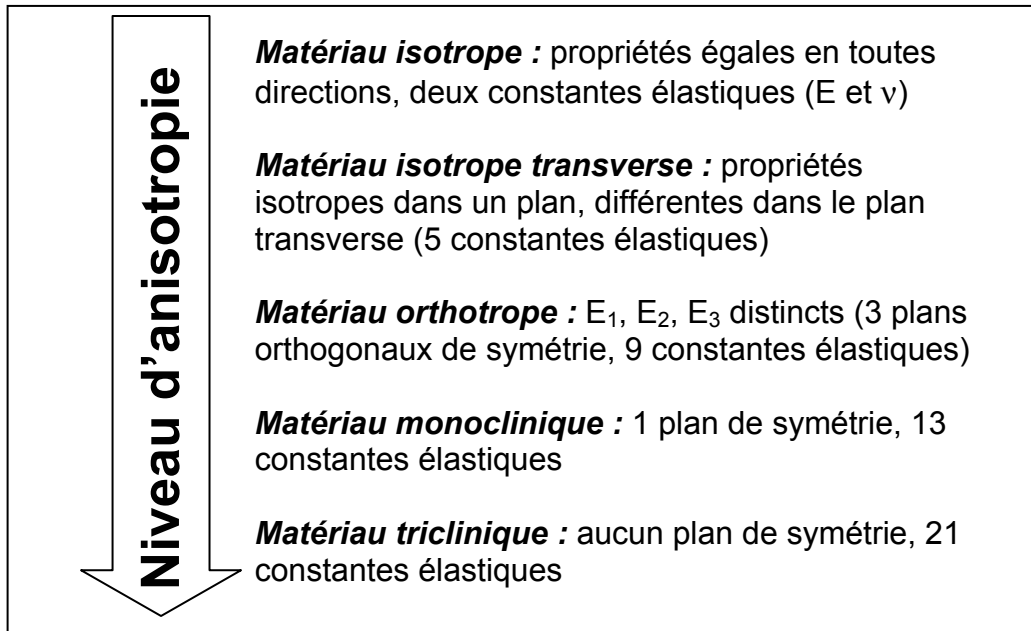 Niveau d'anisotropie
Matériau isotrope : propriétés égales en toutes
directions, deux constantes élastiques (E et ν)
Matériau isotrope transverse : propriétés
isotropes dans un plan, différentes dans le plan
transverse (5 constantes élastiques)
Matériau orthotrope : E₁, E₂, E₃ distincts (3 plans
orthogonaux de symétrie, 9 constantes élastiques)
Matériau monoclinique : 1 plan de symétrie, 13
constantes élastiques
Matériau triclinique : aucun plan de symétrie, 21
constantes élastiques